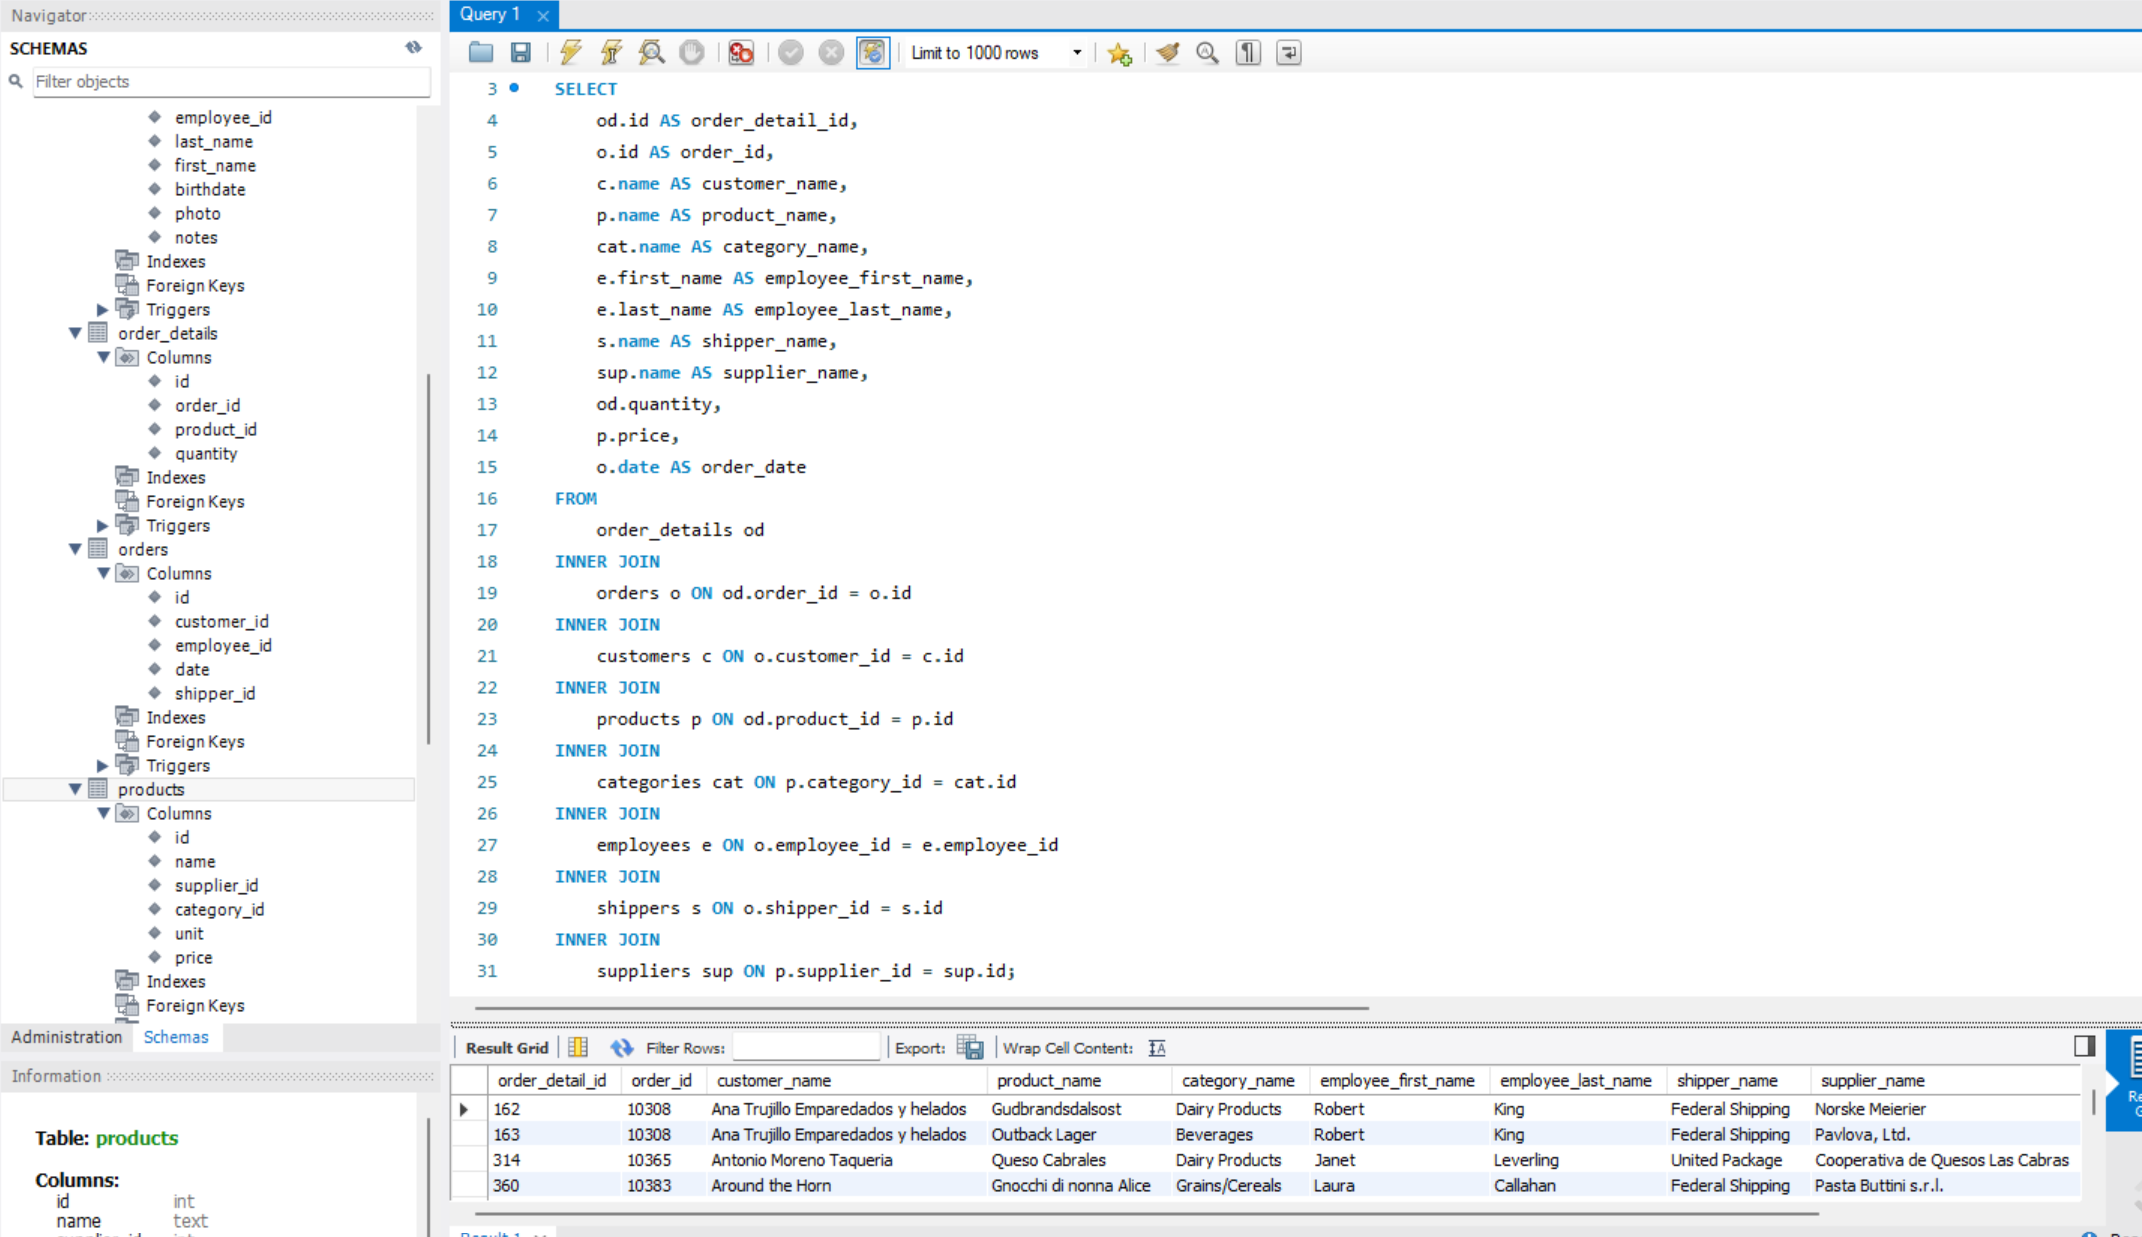 Navigator
SCHEMAS
Filter objects
employee_id
last_name
first_name
birthdate
photo
notes
Indexes
Foreign Keys
Triggers
order_details
Columns
id
order_id
product_id
quantity
Indexes
Foreign Keys
Triggers
orders
Columns
id
customer_id
employee_id
date
shipper_id
Indexes
Foreign Keys
Triggers
products
Columns
id
name
supplier_id
category_id
unit
price
Indexes
Foreign Keys
Administration Schemas
Information
Table: products
Columns:
id int
name text
Query 1
Limit to 1000 rows
3 SELECT
4 od.id AS order_detail_id,
5 o.id AS order_id,
6 c.name AS customer_name,
7 p.name AS product_name,
8 cat.name AS category_name,
9 e.first_name AS employee_first_name,
10 e.last_name AS employee_last_name,
11 s.name AS shipper_name,
12 sup.name AS supplier_name,
13 od.quantity,
14 p.price,
15 o.date AS order_date
16 FROM
17 order_details od
18 INNER JOIN
19 orders o ON od.order_id = o.id
20 INNER JOIN
21 customers c ON o.customer_id = c.id
22 INNER JOIN
23 products p ON od.product_id = p.id
24 INNER JOIN
25 categories cat ON p.category_id = cat.id
26 INNER JOIN
27 employees e ON o.employee_id = e.employee_id
28 INNER JOIN
29 shippers s ON o.shipper_id = s.id
30 INNER JOIN
31 suppliers sup ON p.supplier_id = sup.id;
Result Grid Filter Rows: Export: Wrap Cell Content:
order_detail_id order_id customer_name product_name category_name employee_first_name employee_last_name shipper_name supplier_name
162 10308 Ana Trujillo Emparedados y helados Gudbrandsdalsost Dairy Products Robert King Federal Shipping Norske Meierier
163 10308 Ana Trujillo Emparedados y helados Outback Lager Beverages Robert King Federal Shipping Pavlova, Ltd.
314 10365 Antonio Moreno Taqueria Queso Cabrales Dairy Products Janet Leverling United Package Cooperativa de Quesos Las Cabras
360 10383 Around the Horn Gnocchi di nonna Alice Grains/Cereals Laura Callahan Federal Shipping Pasta Buttini s.r.l.